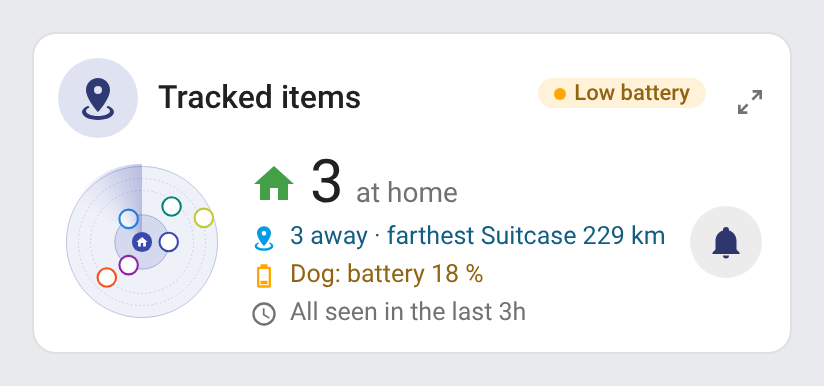 Tracked items
Low battery
3 at home
3 away · farthest Suitcase 229 km
Dog: battery 18 %
All seen in the last 3h